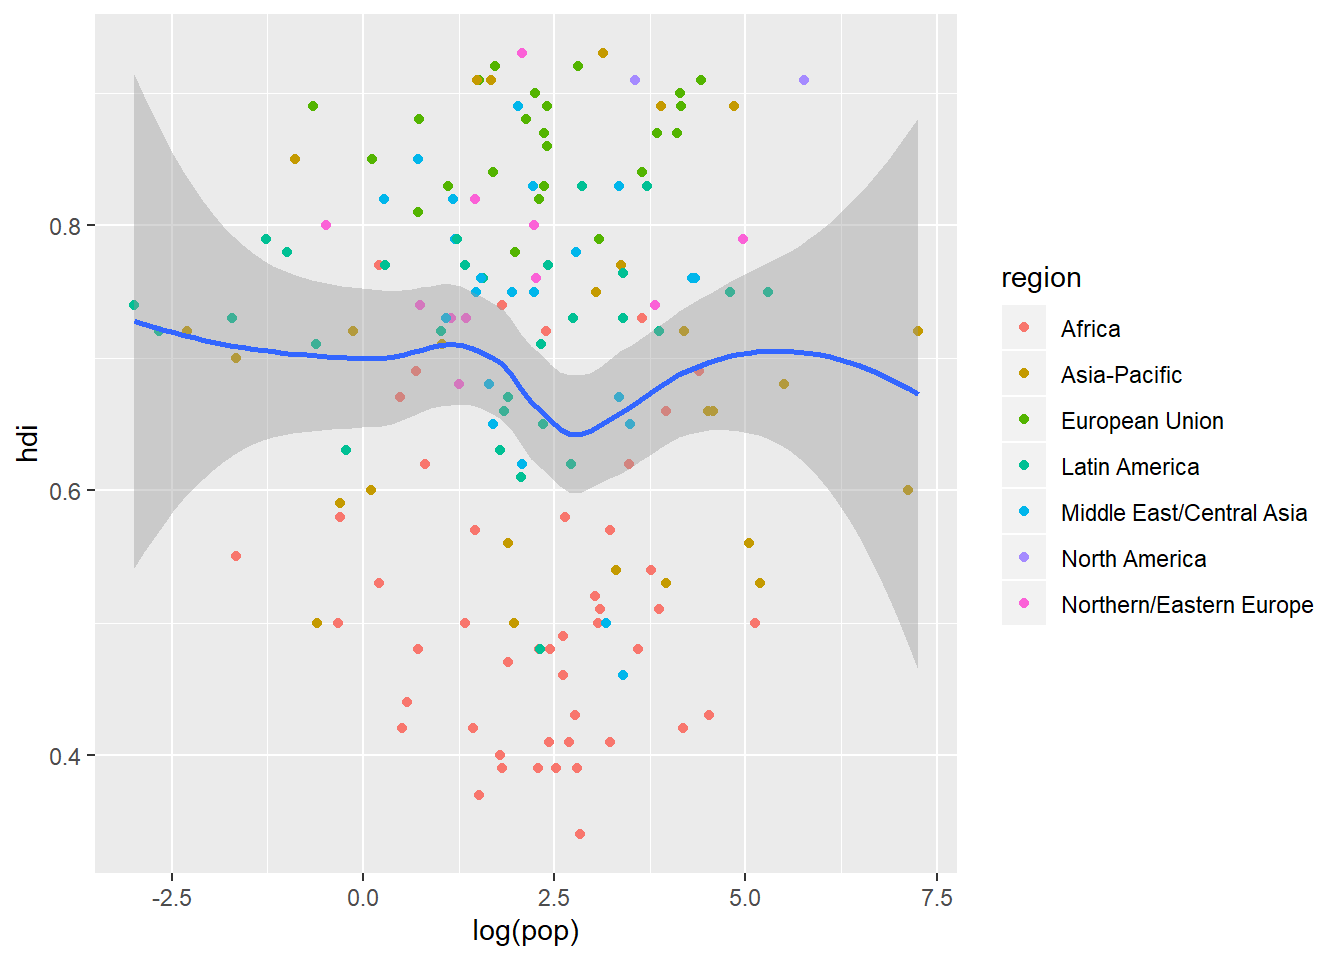 hdi
0.8
0.6
0.4
-2.5 0.0 2.5 5.0 7.5
log(pop)
region
Africa
Asia-Pacific
European Union
Latin America
Middle East/Central Asia
North America
Northern/Eastern Europe